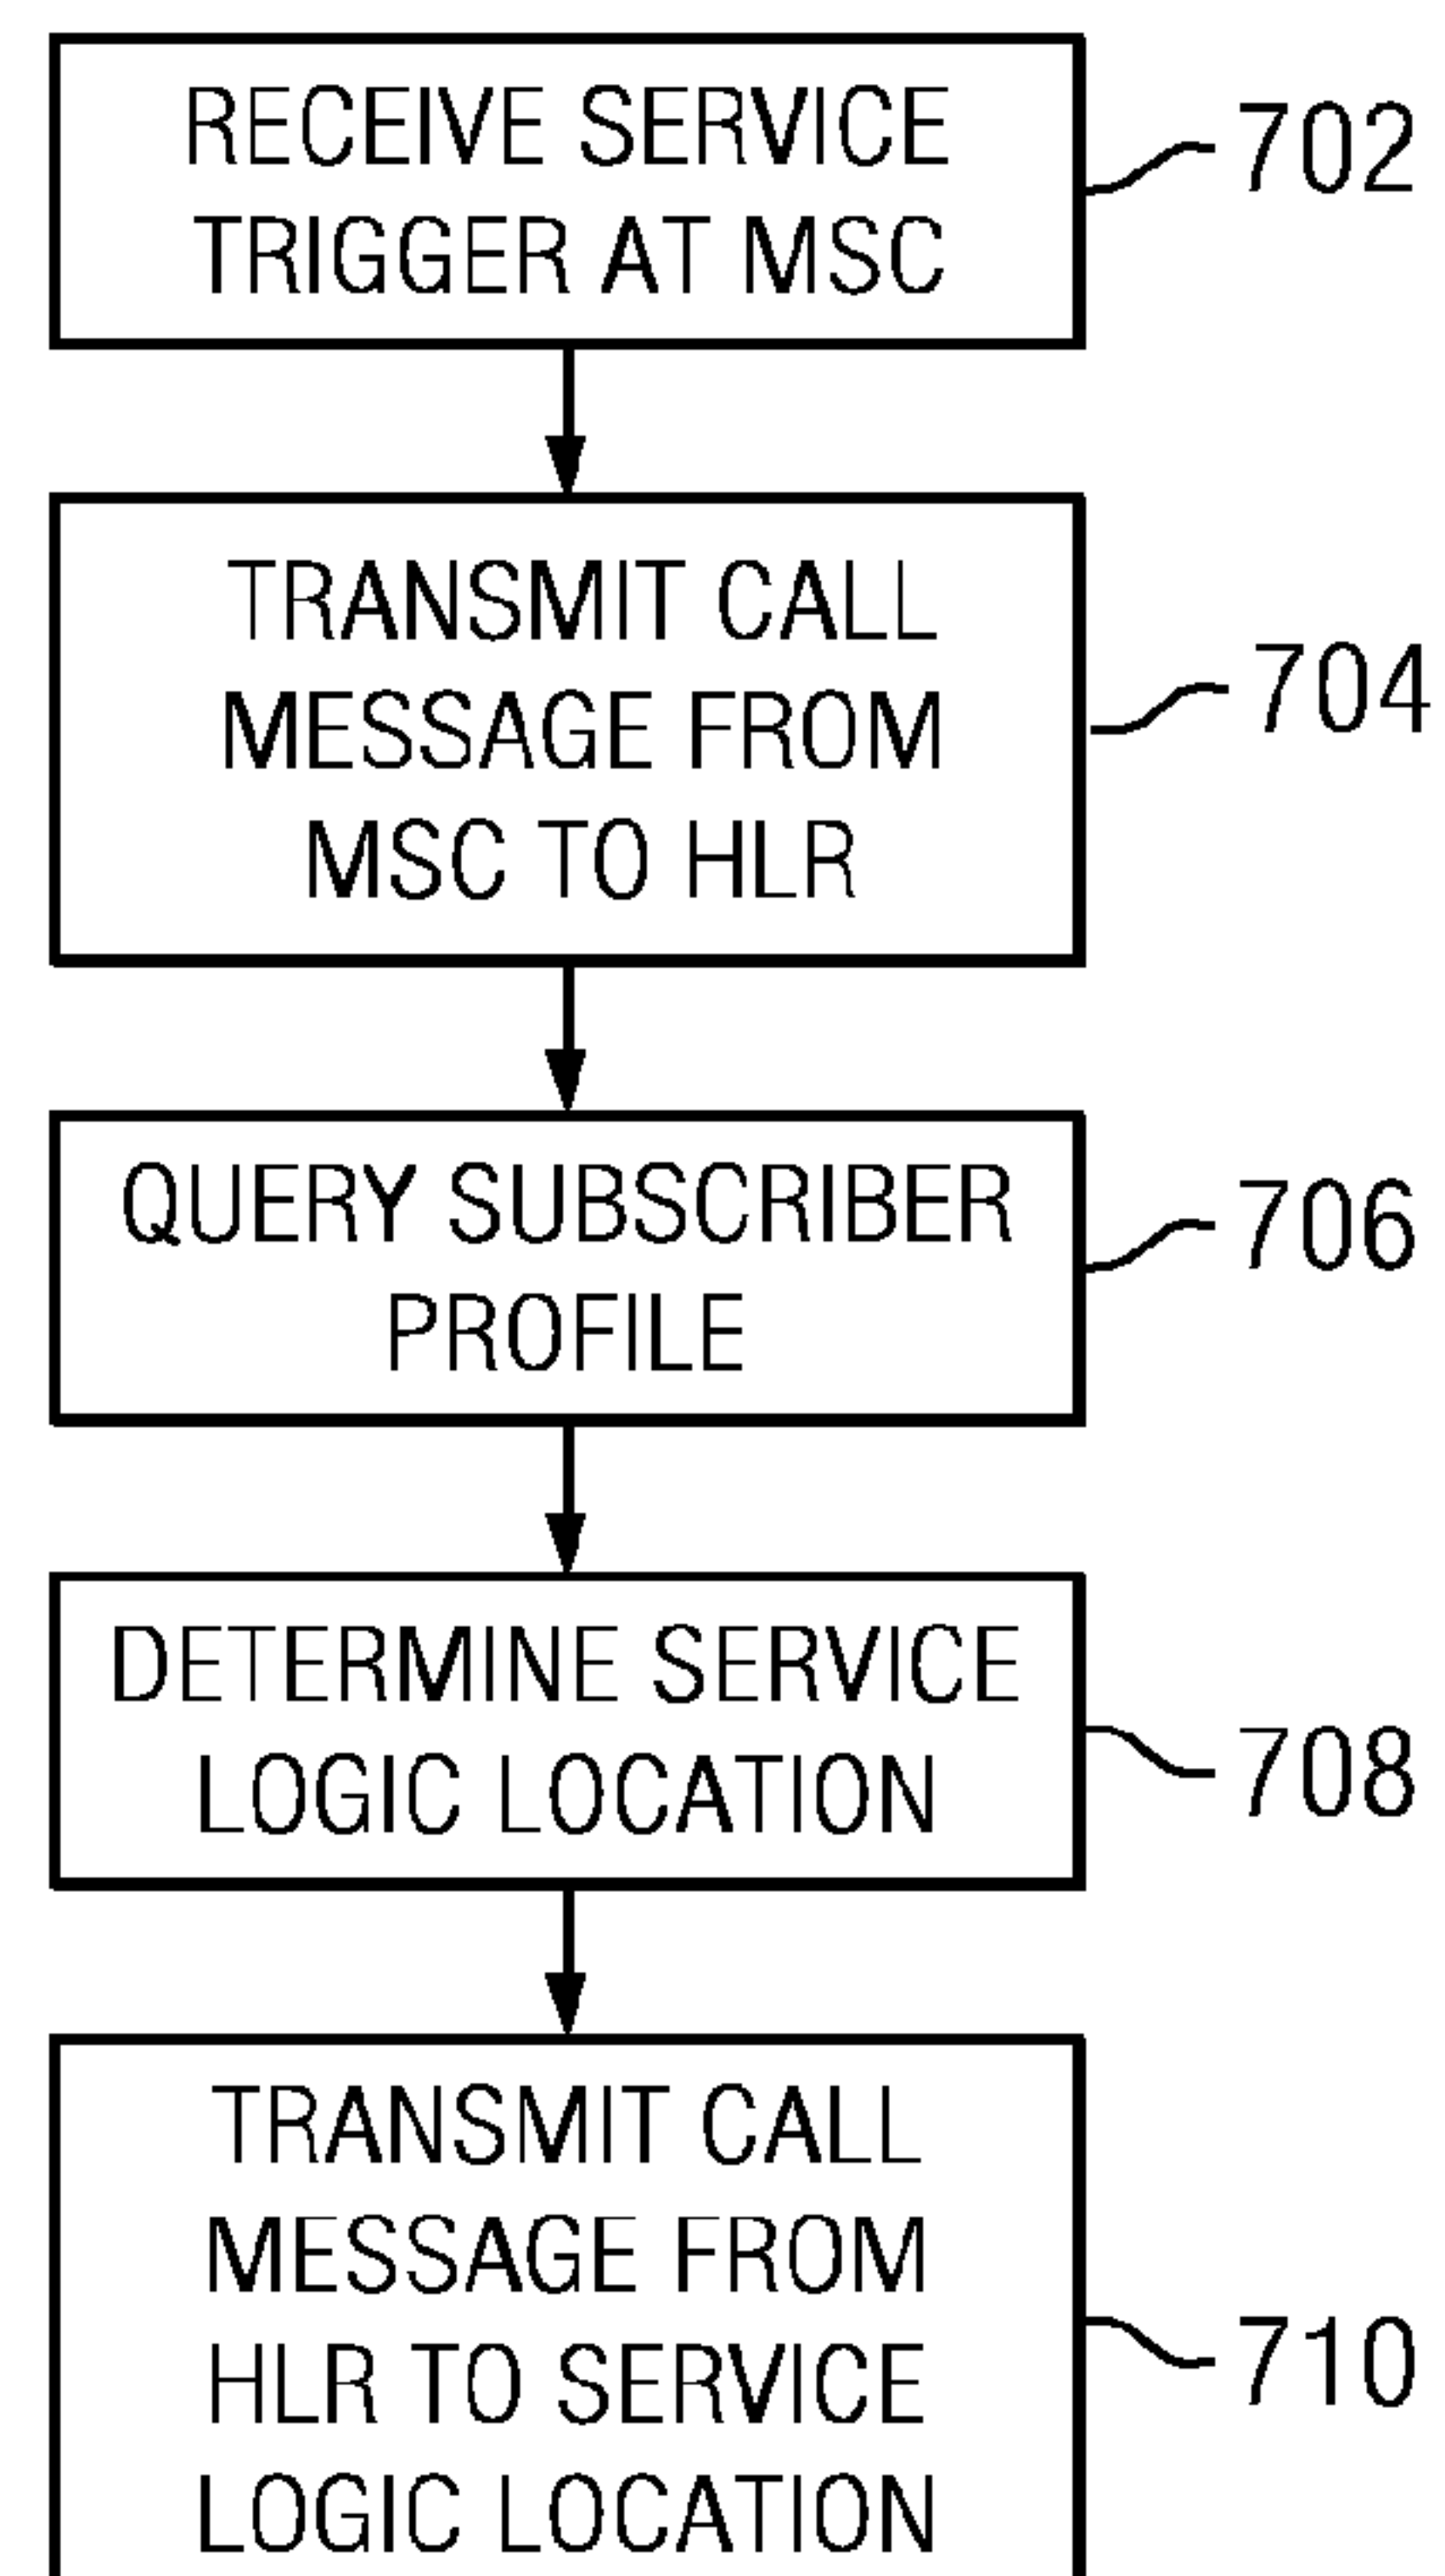 RECEIVE SERVICE
TRIGGER AT MSC
702
TRANSMIT CALL
MESSAGE FROM
MSC TO HLR
704
QUERY SUBSCRIBER
PROFILE
706
DETERMINE SERVICE
LOGIC LOCATION
708
TRANSMIT CALL
MESSAGE FROM
HLR TO SERVICE
LOGIC LOCATION
710